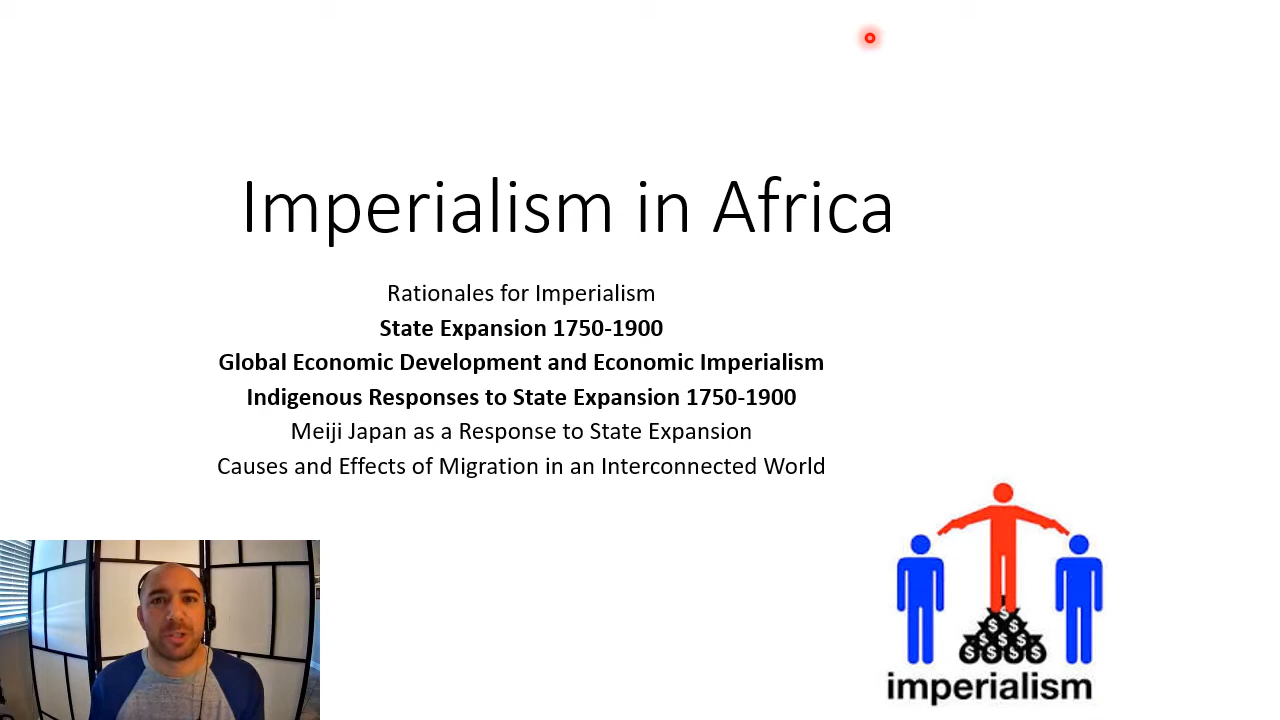 Imperialism in Africa
Rationales for Imperialism
State Expansion 1750-1900
Global Economic Development and Economic Imperialism
Indigenous Responses to State Expansion 1750-1900
Meiji Japan as a Response to State Expansion
Causes and Effects of Migration in an Interconnected World
$
$ $
$ $ $
$ $ $ $
imperialism